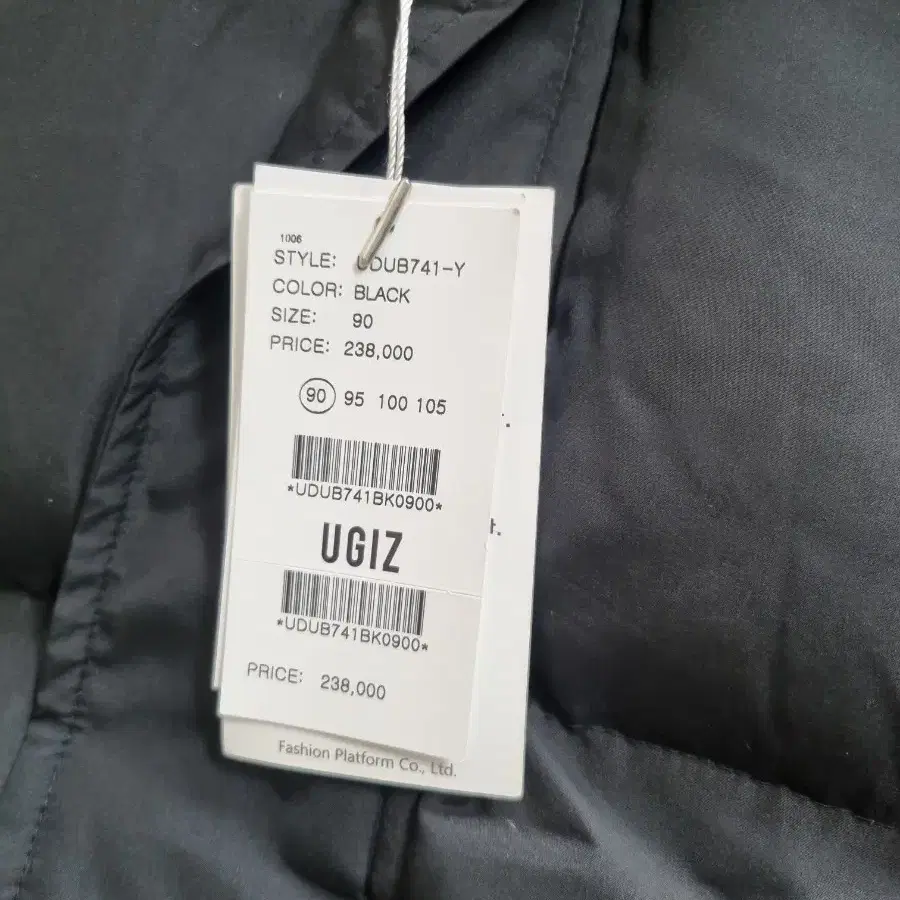 1006
STYLE: UDUB741-Y
COLOR: BLACK
SIZE: 90
PRICE: 238,000
90 95 100 105
*UDUB741BK0900*
UGIZ
*UDUB741BK0900*
PRICE: 238,000
Fashion Platform Co., Ltd.